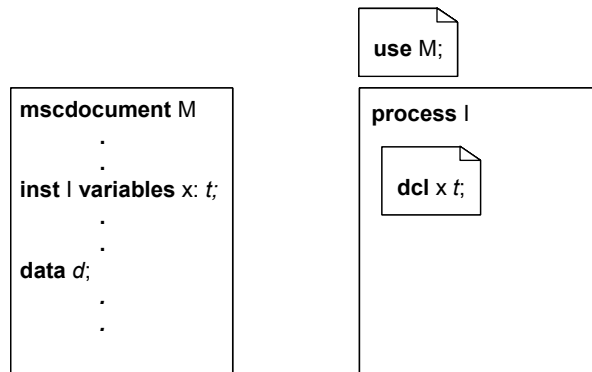 use M;
mscdocument M
.
.
inst I variables x: t;
.
.
data d;
.
.
process I
dcl x t;